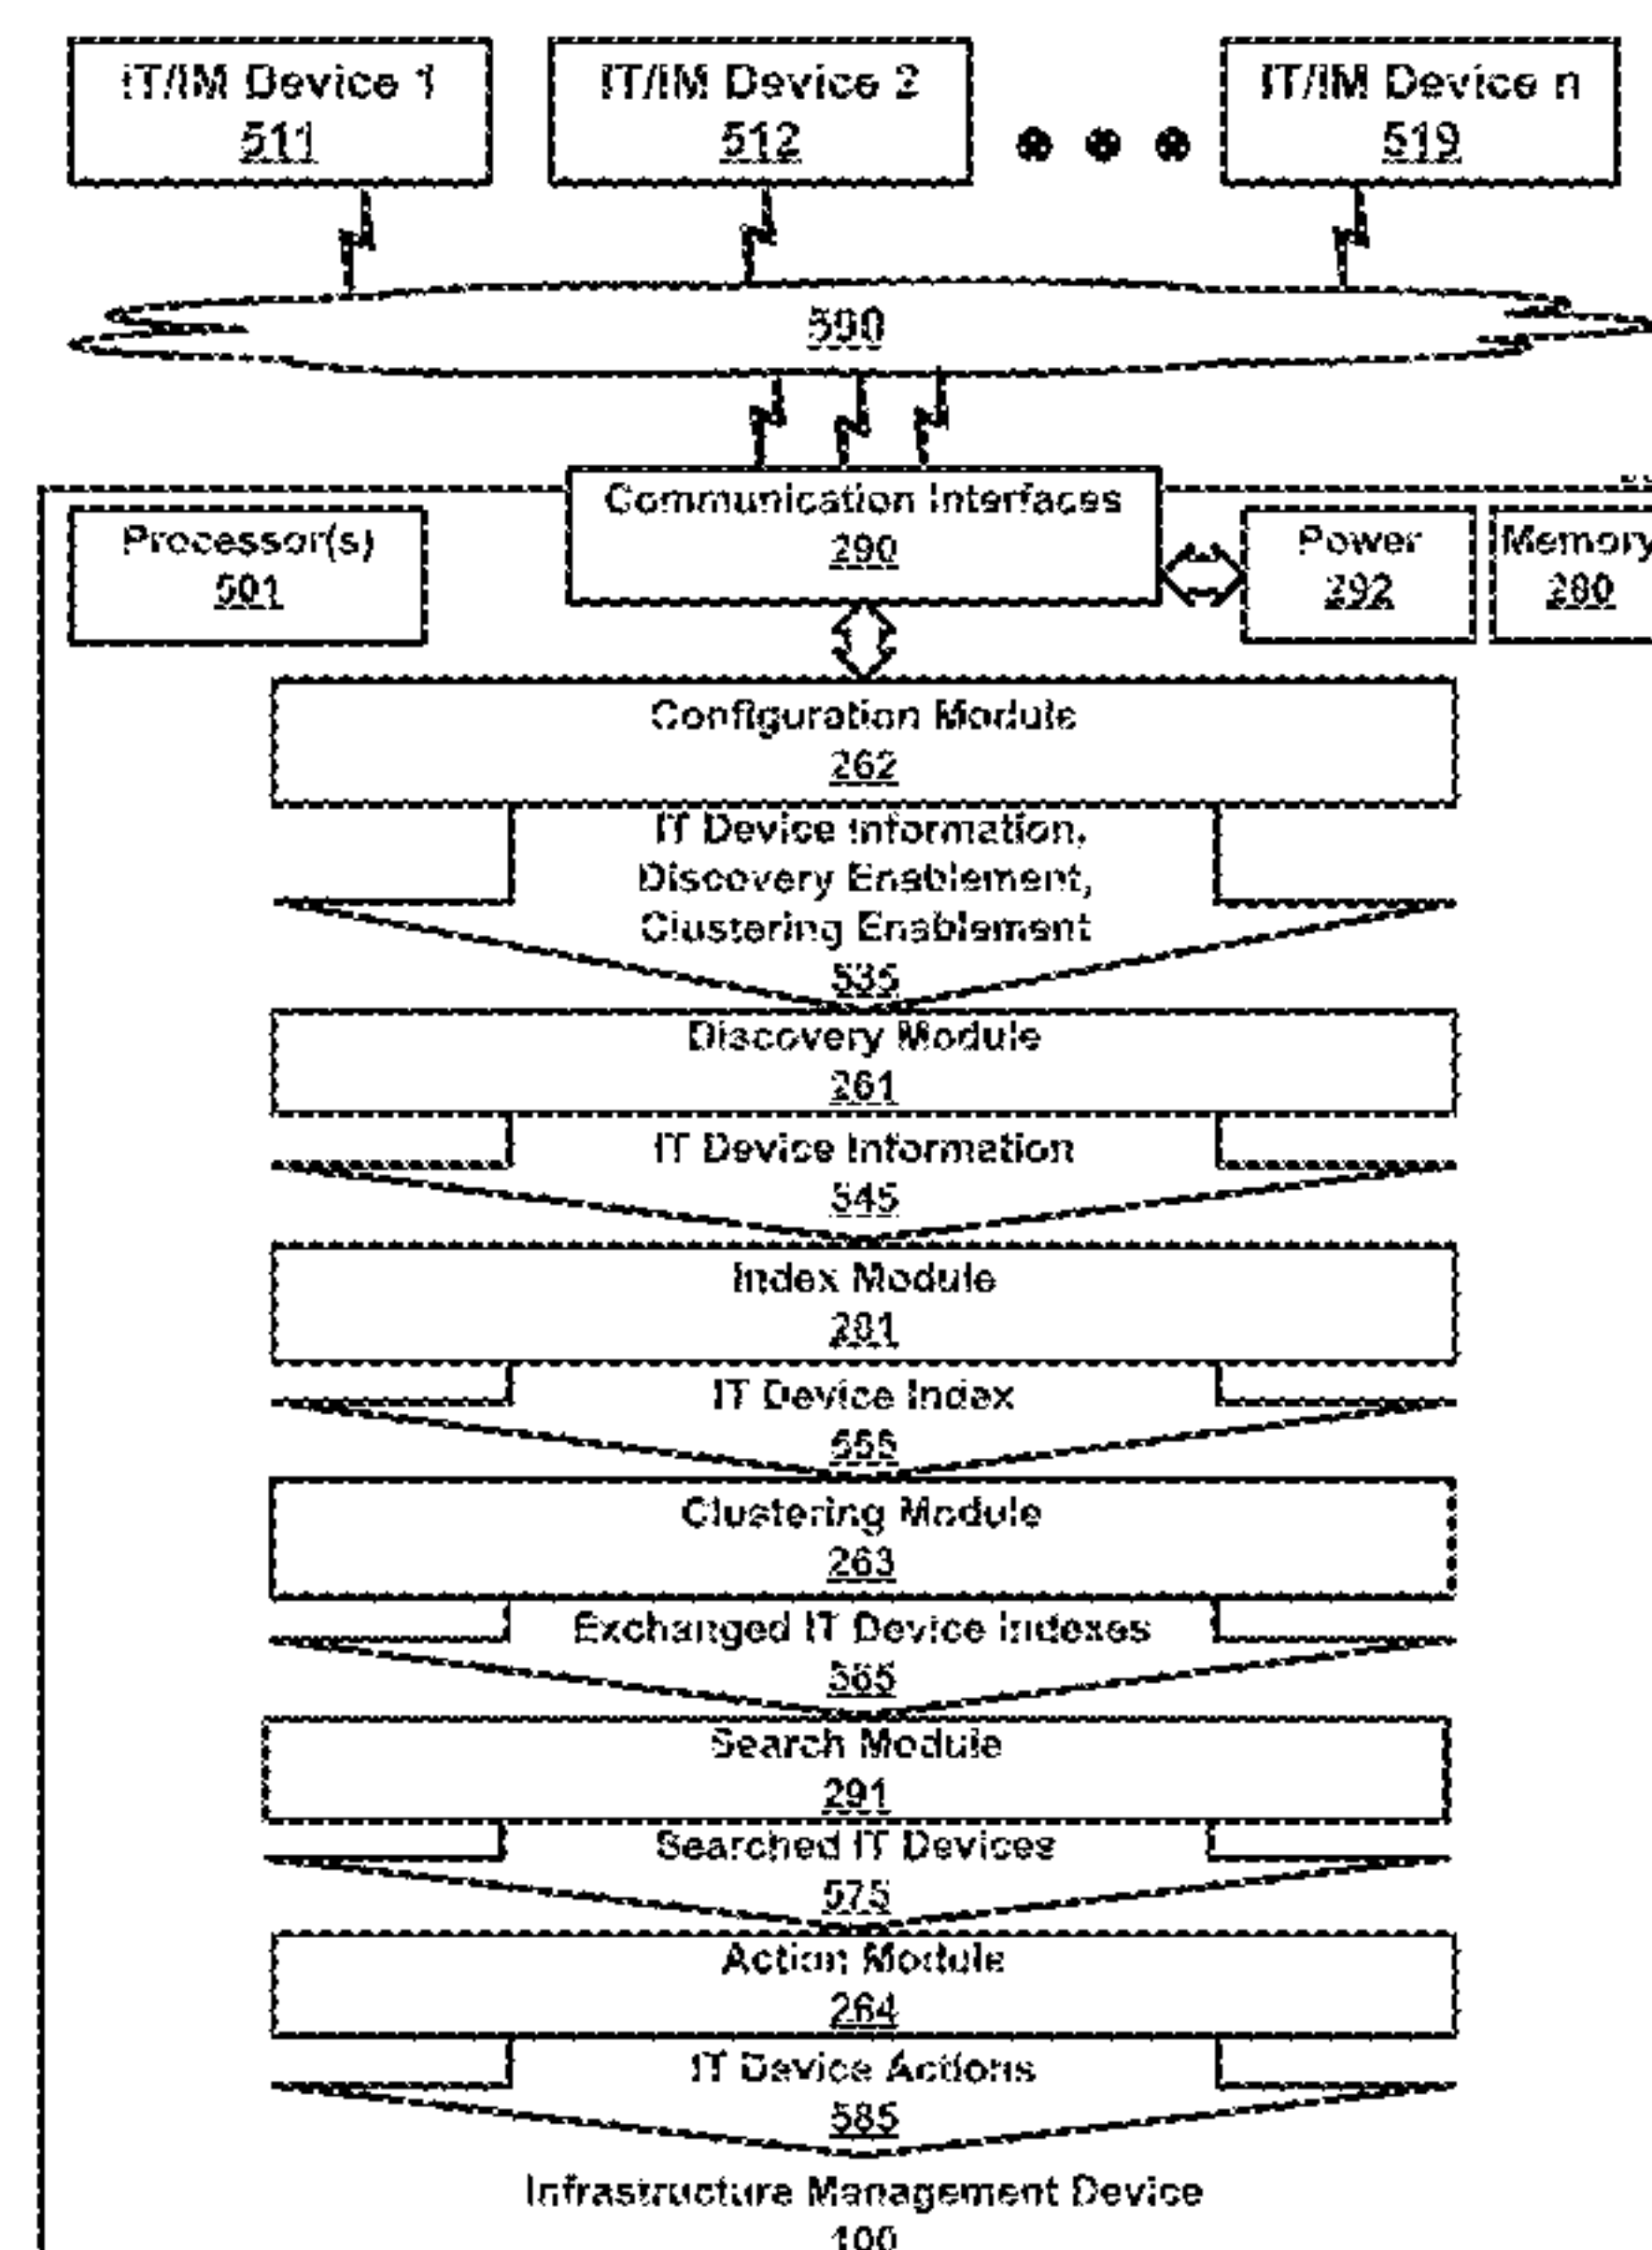 IT/IM Device 1
511
IT/IM Device 2
512
IT/IM Device n
519
590
Communication Interfaces
290
Processor(s)
501
Power
292
Memory
280
Configuration Module
262
IT Device Information,
Discovery Enablement,
Clustering Enablement
535
Discovery Module
261
IT Device Information
545
Index Module
281
IT Device Index
555
Clustering Module
263
Exchanged IT Device Indexes
565
Search Module
291
Searched IT Devices
575
Action Module
264
IT Device Actions
585
Infrastructure Management Device
100